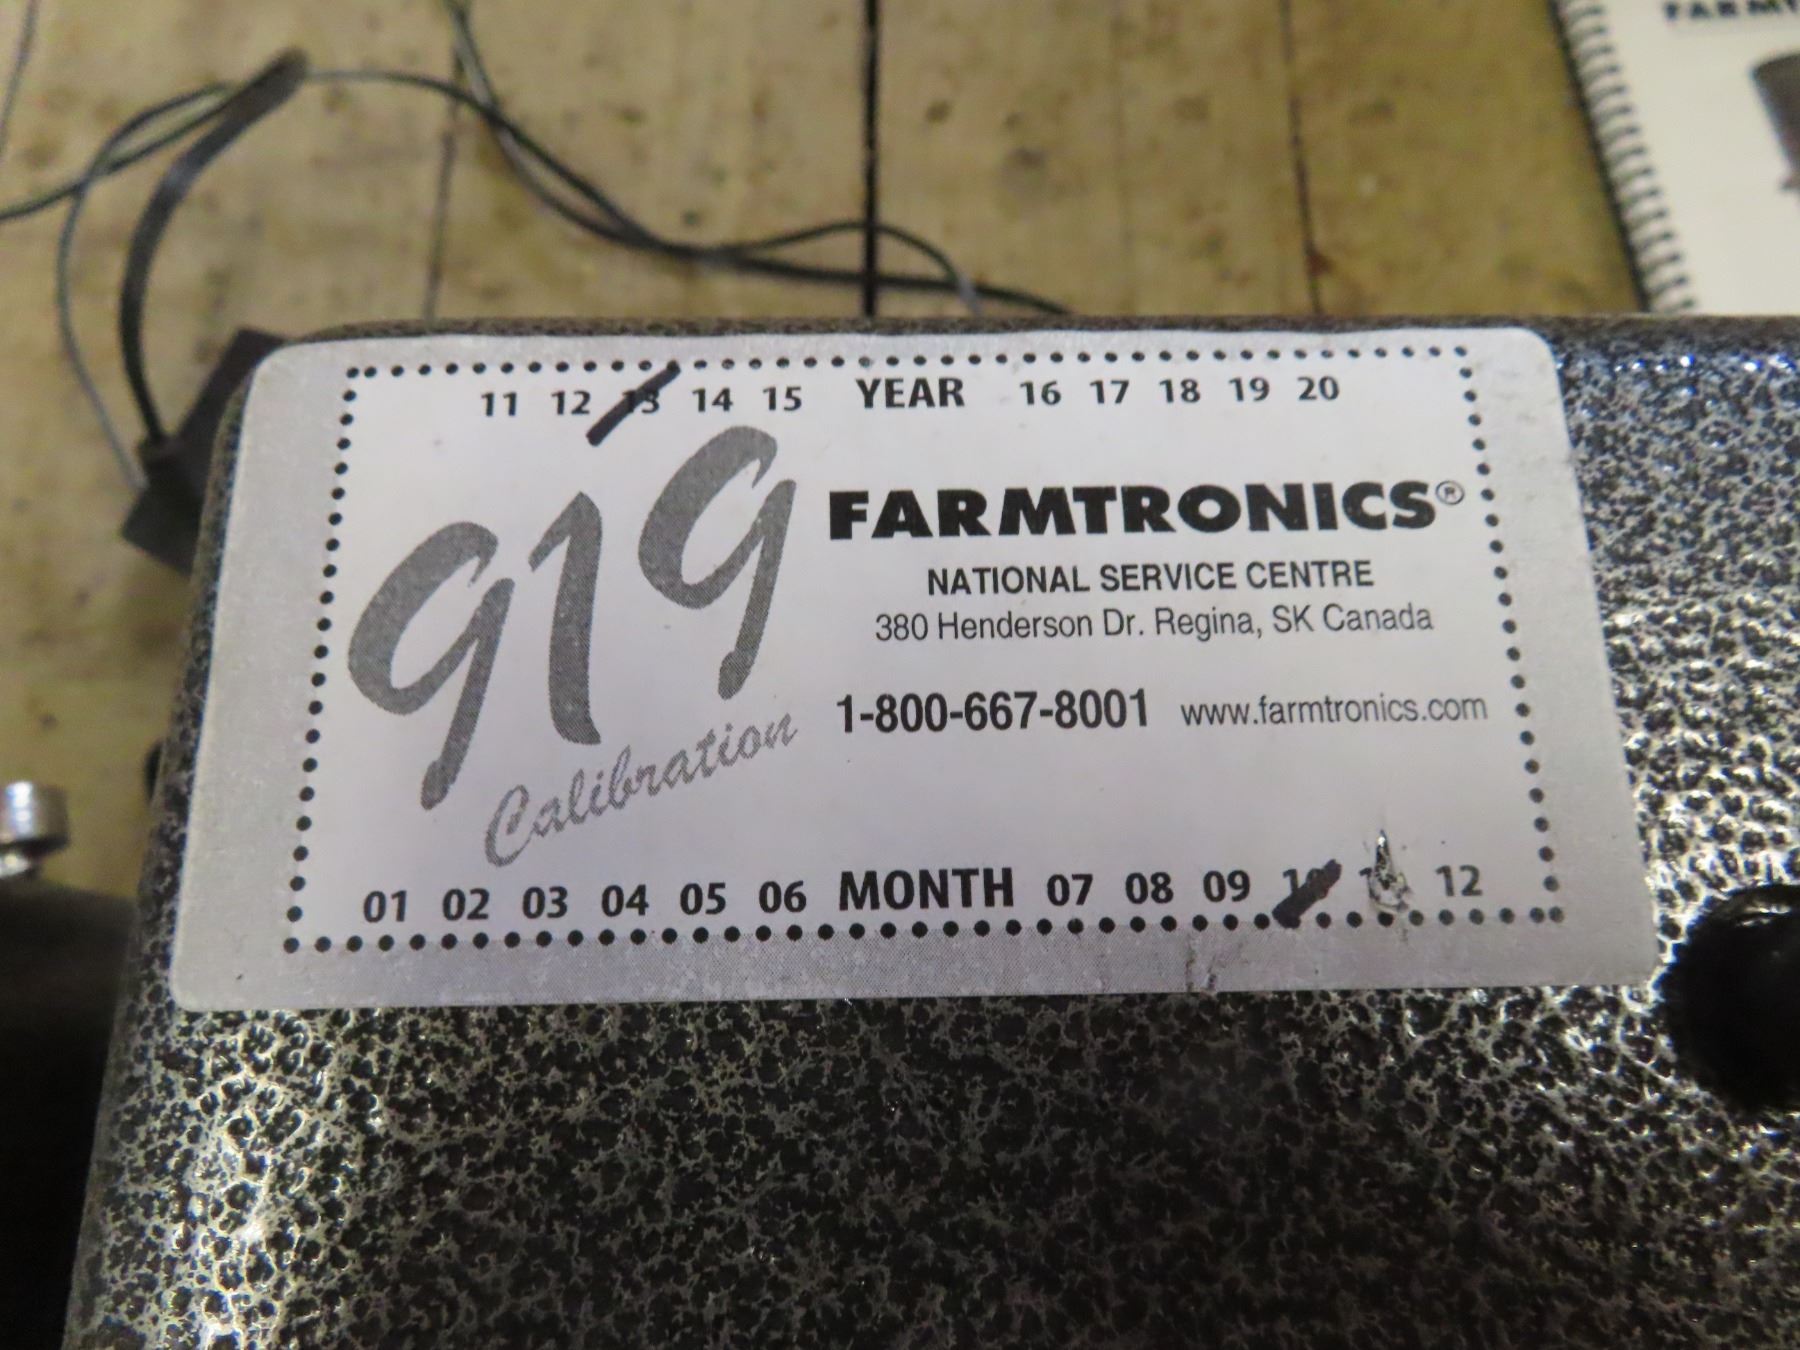 FARMT
11 12 13 14 15 YEAR 16 17 18 19 20
919
Calibration
FARMTRONICS®
NATIONAL SERVICE CENTRE
380 Henderson Dr. Regina, SK Canada
1-800-667-8001 www.farmtronics.com
01 02 03 04 05 06 MONTH 07 08 09 10 12